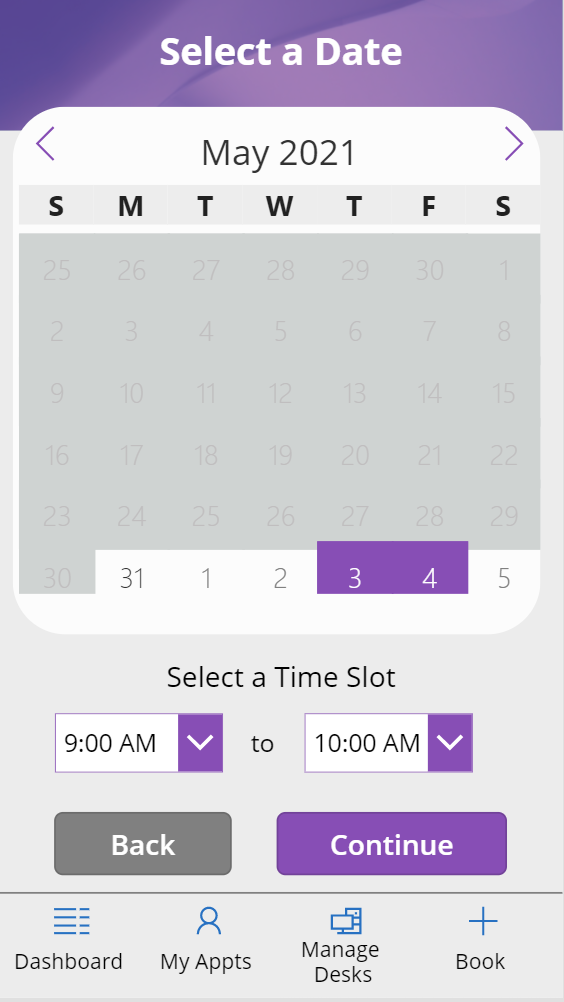 Select a Date
May 2021
S M T W T F S
25 26 27 28 29 30 1
2 3 4 5 6 7 8
9 10 11 12 13 14 15
16 17 18 19 20 21 22
23 24 25 26 27 28 29
30 31 1 2 3 4 5
Select a Time Slot
9:00 AM to 10:00 AM
Back Continue
Dashboard My Appts Manage Desks Book